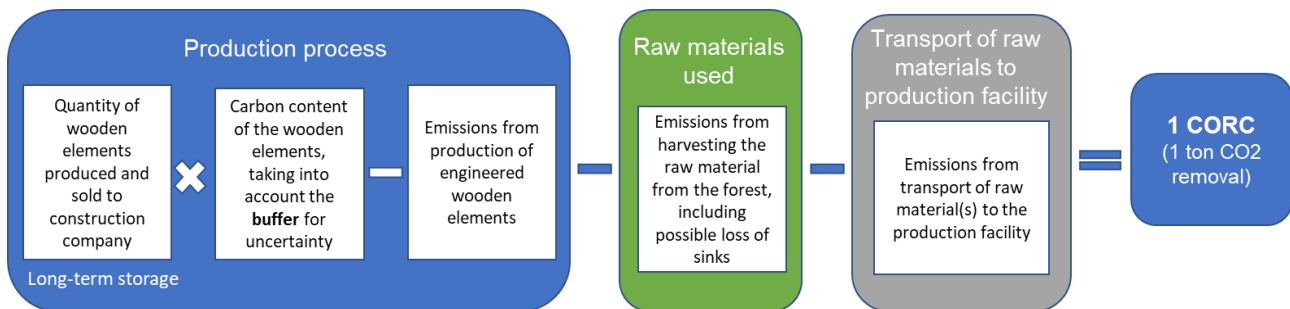 Production process
Quantity of
wooden
elements
produced and
sold to
construction
company
Carbon content
of the wooden
elements,
taking into
account the
buffer for
uncertainty
Emissions from
production of
engineered
wooden
elements
Long-term storage
Raw materials
used
Emissions from
harvesting the
raw material
from the forest,
including
possible loss of
sinks
Transport of raw
materials to
production facility
Emissions from
transport of raw
material(s) to the
production facility
1 CORC
(1 ton CO2
removal)